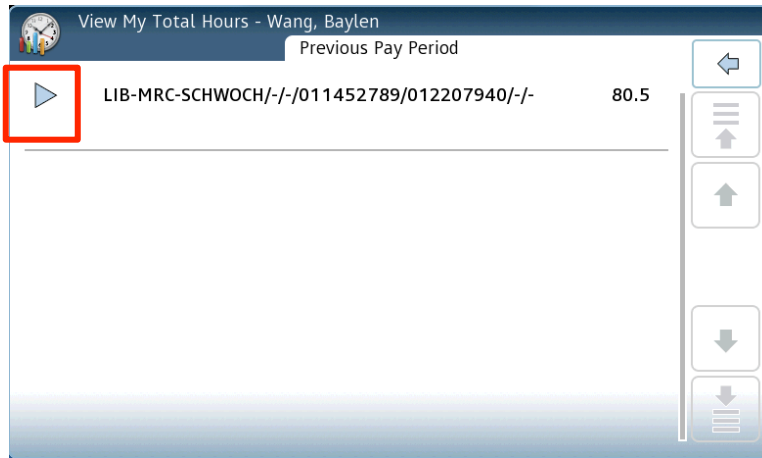 View My Total Hours - Wang, Baylen
Previous Pay Period
LIB-MRC-SCHWOCH/-/-/011452789/012207940/-/- 80.5